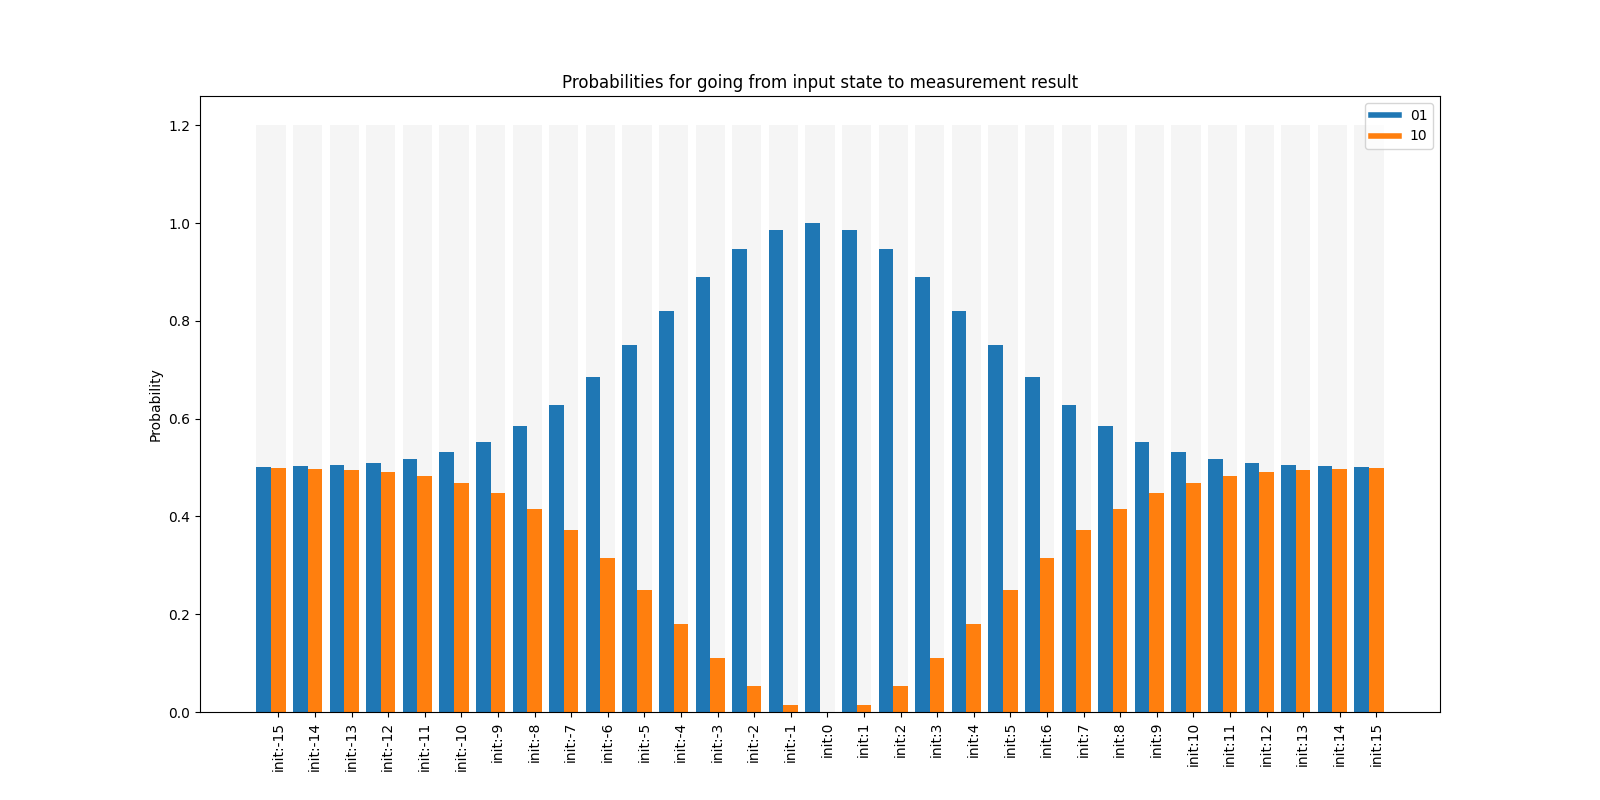 Probabilities for going from input state to measurement result
01
10
Probability
1.2
1.0
0.8
0.6
0.4
0.2
0.0
init:-15
init:-14
init:-13
init:-12
init:-11
init:-10
init:-9
init:-8
init:-7
init:-6
init:-5
init:-4
init:-3
init:-2
init:-1
init:0
init:1
init:2
init:3
init:4
init:5
init:6
init:7
init:8
init:9
init:10
init:11
init:12
init:13
init:14
init:15